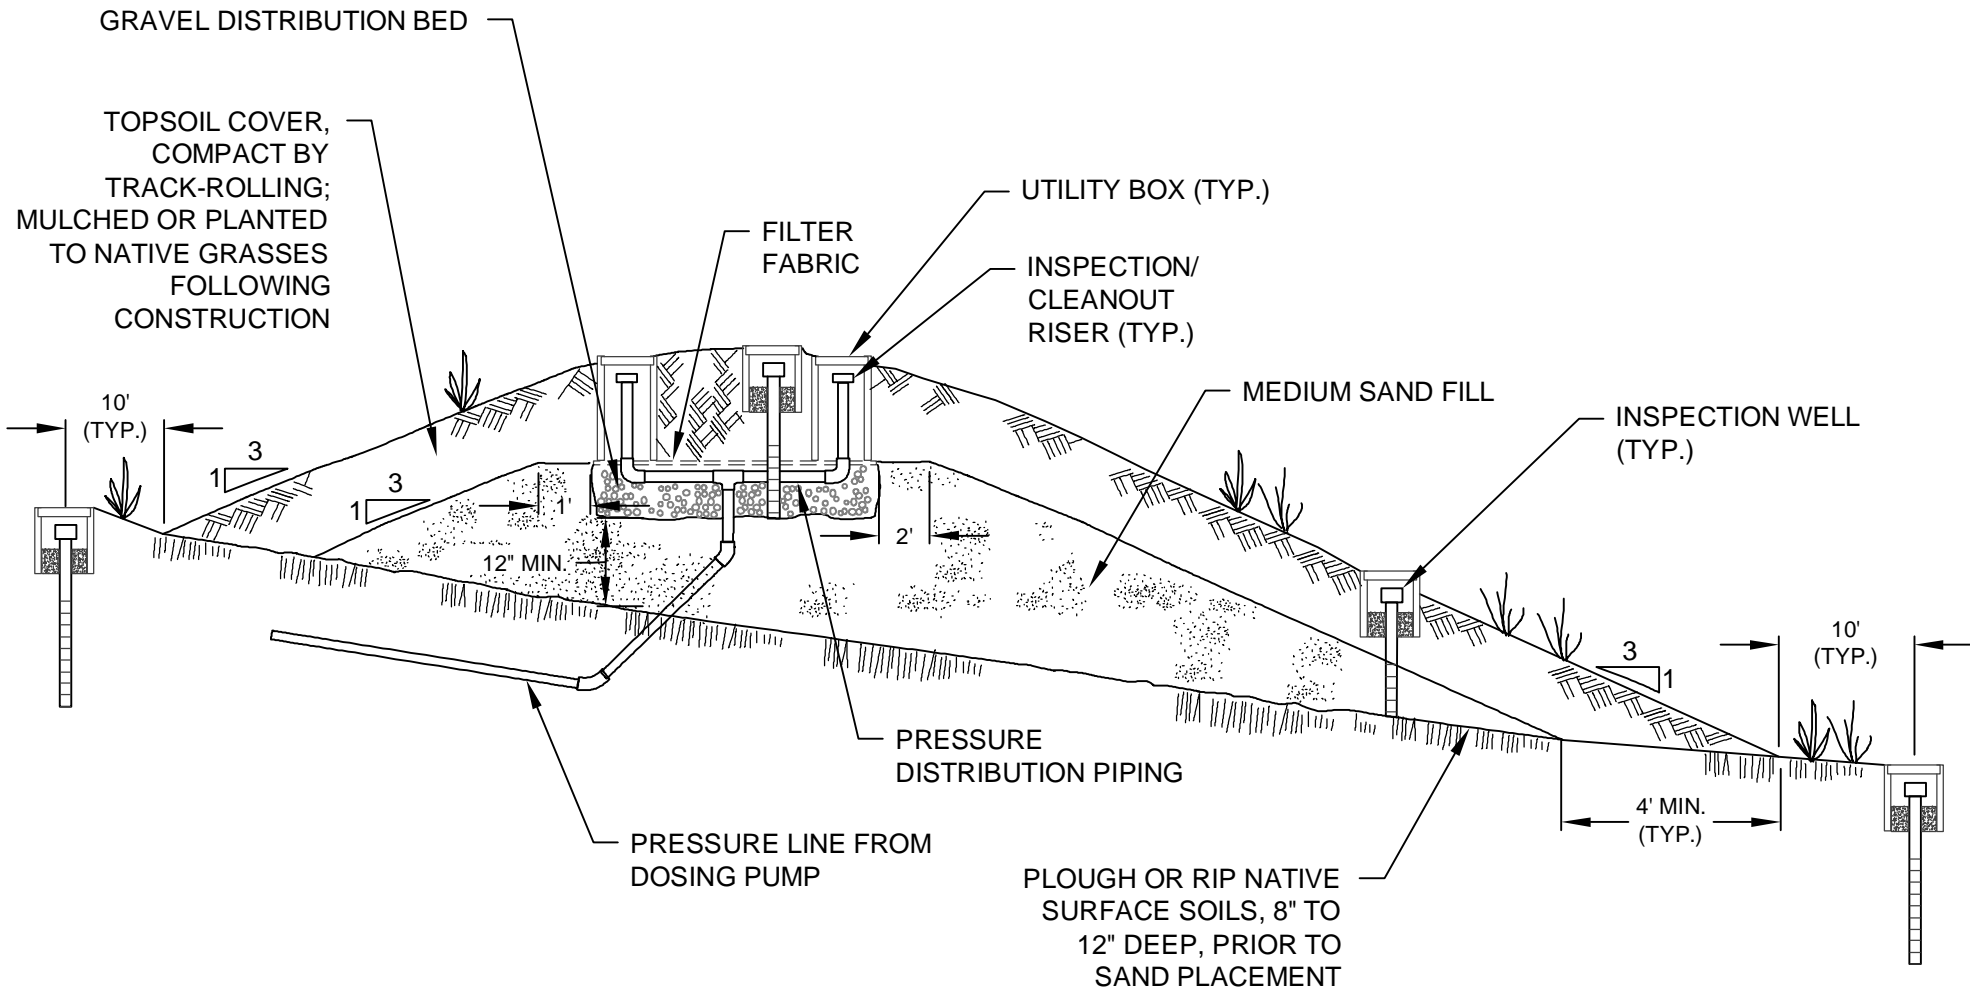 GRAVEL DISTRIBUTION BED
TOPSOIL COVER,
COMPACT BY
TRACK-ROLLING;
MULCHED OR PLANTED
TO NATIVE GRASSES
FOLLOWING
CONSTRUCTION
UTILITY BOX (TYP.)
FILTER
FABRIC
INSPECTION/
CLEANOUT
RISER (TYP.)
MEDIUM SAND FILL
INSPECTION WELL
(TYP.)
10'
(TYP.)
3
1
3
1
1'
2'
12" MIN.
3
1
10'
(TYP.)
PRESSURE
DISTRIBUTION PIPING
4' MIN.
(TYP.)
PRESSURE LINE FROM
DOSING PUMP
PLOUGH OR RIP NATIVE
SURFACE SOILS, 8" TO
12" DEEP, PRIOR TO
SAND PLACEMENT